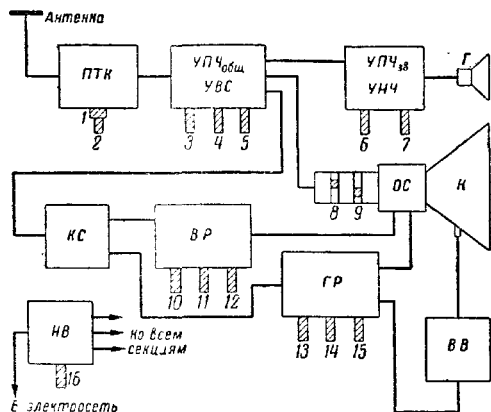 Антенна
ПТК
УПЧобщ
УВС
УПЧзв
УНЧ
Г
1
2
3
4
5
6
7
8
9
ОС
К
КС
ВР
10
11
12
ГР
13
14
15
НВ
Ко всем
секциям
16
ВВ
В электросеть